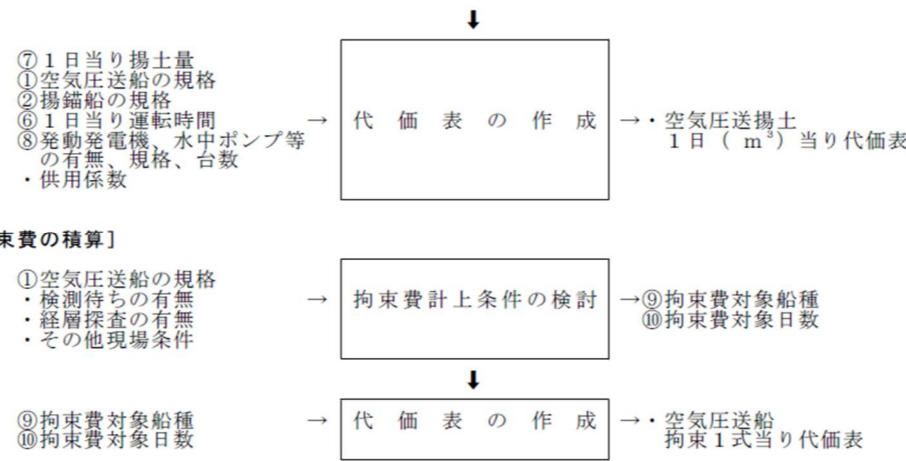 ⬇
⑦１日当り揚土量
①空気圧送船の規格
②揚錨船の規格
⑥１日当り運転時間
⑧発動発電機、水中ポンプ等
の有無、規格、台数
・供用係数
→
代価表の作成
→・空気圧送揚土
１日（ｍ³）当り代価表
束費の積算］
①空気圧送船の規格
・検測待ちの有無
・経層探査の有無
・その他現場条件
→
拘束費計上条件の検討
→⑨拘束費対象船種
⑩拘束費対象日数
⬇
⑨拘束費対象船種
⑩拘束費対象日数
→
代価表の作成
→・空気圧送船
拘束１式当り代価表